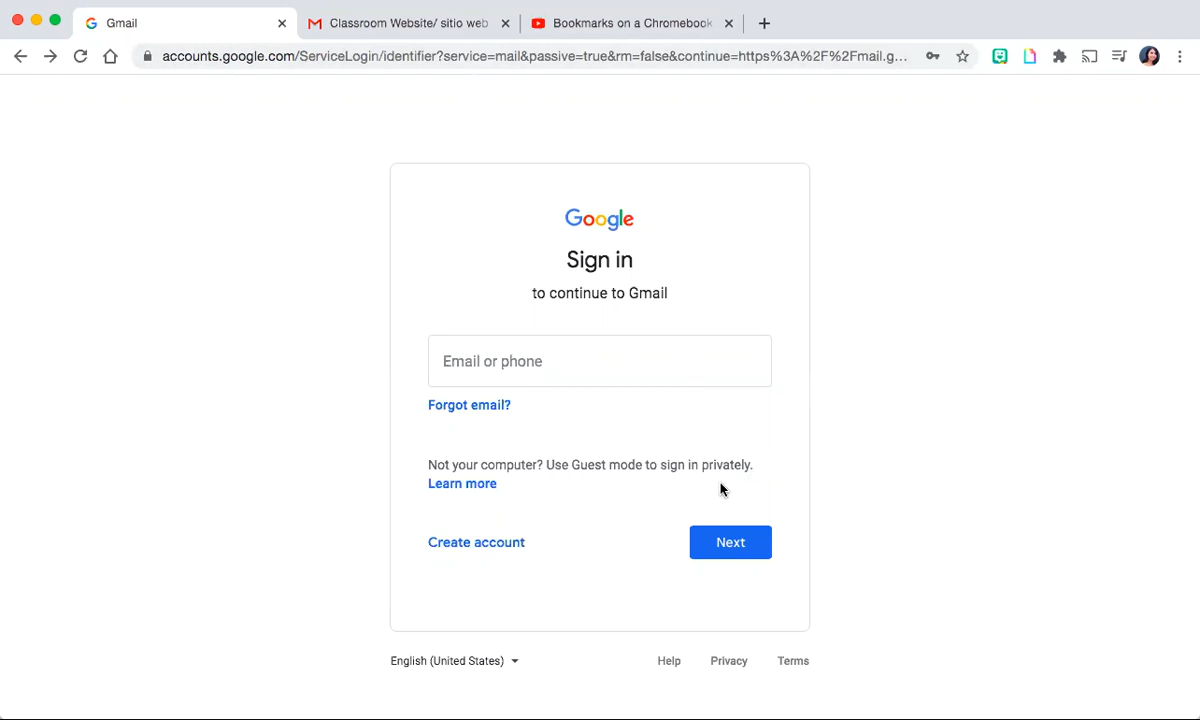 Gmail
Classroom Website/ sitio web
Bookmarks on a Chromebook
accounts.google.com/ServiceLogin/identifier?service=mail&passive=true&rm=false&continue=https%3A%2F%2Fmail.g...
Google
Sign in
to continue to Gmail
Email or phone
Forgot email?
Not your computer? Use Guest mode to sign in privately.
Learn more
Create account
Next
English (United States)
Help
Privacy
Terms